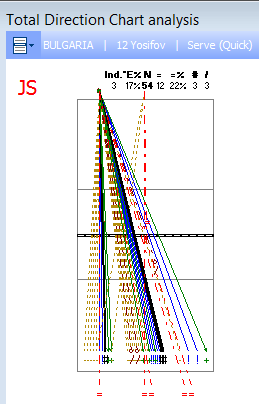 Total Direction Chart analysis
BULGARIA | 12 Yosifov | Serve (Quick)
JS
Ind.*E% N = =% # /
3 17% 54 12 22% 3 3